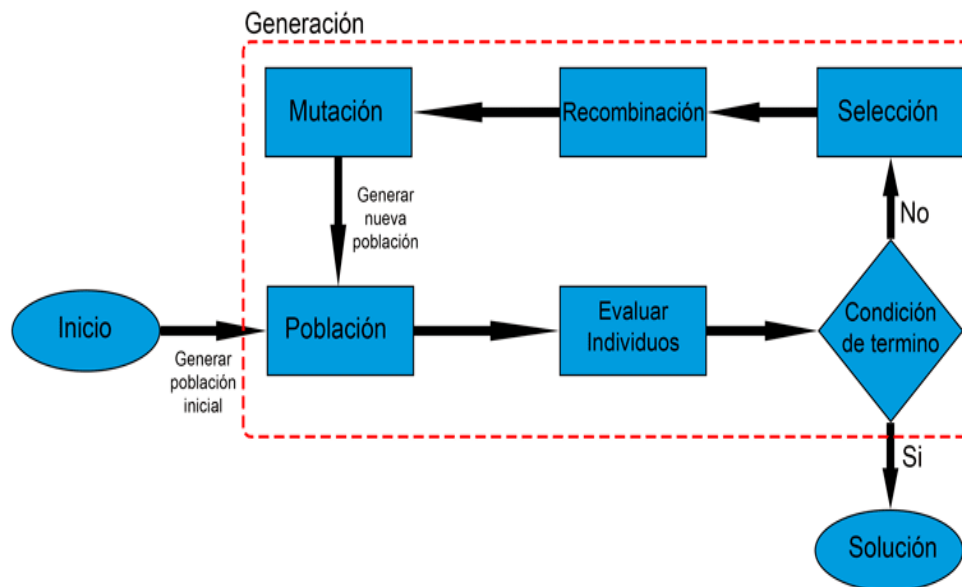 Generación
Mutación
Recombinación
Selección
Generar
nueva
población
No
Inicio
Población
Evaluar
Individuos
Condición
de termino
Generar
población
inicial
Si
Solución